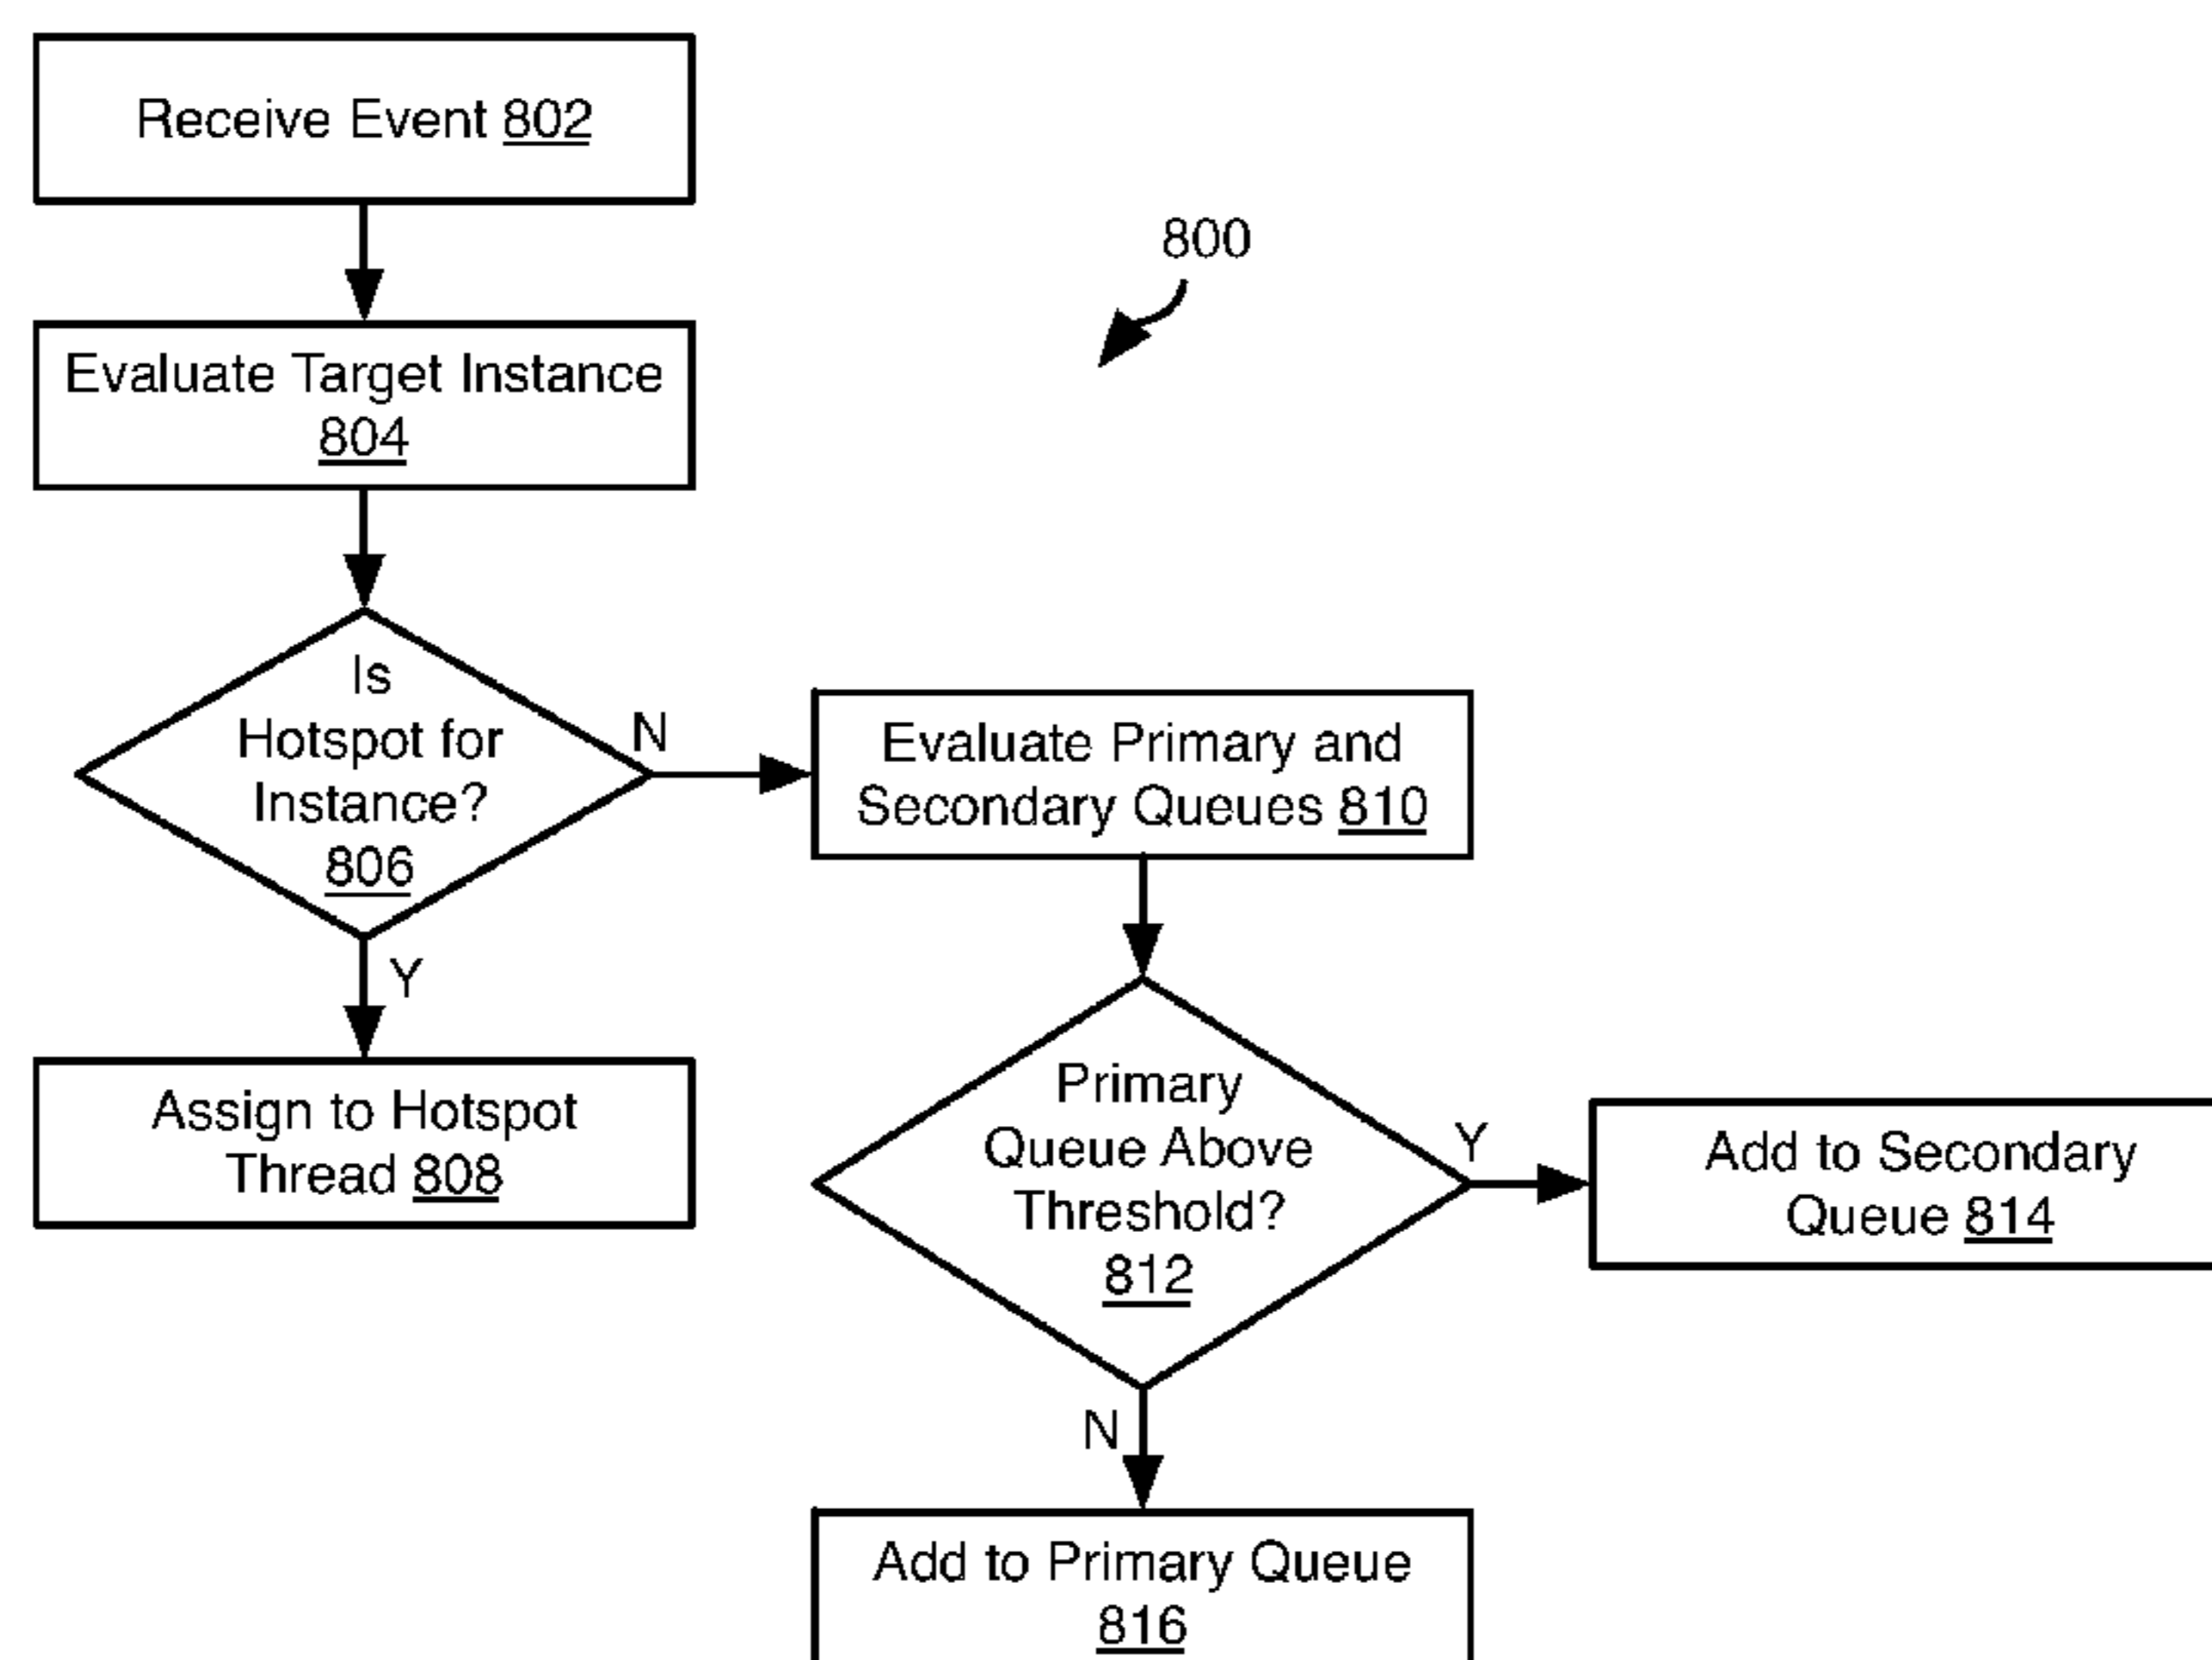 Receive Event 802
800
Evaluate Target Instance
804
Is
Hotspot for
Instance?
806
N
Y
Assign to Hotspot
Thread 808
Evaluate Primary and
Secondary Queues 810
Primary
Queue Above
Threshold?
812
Y
N
Add to Secondary
Queue 814
Add to Primary Queue
816